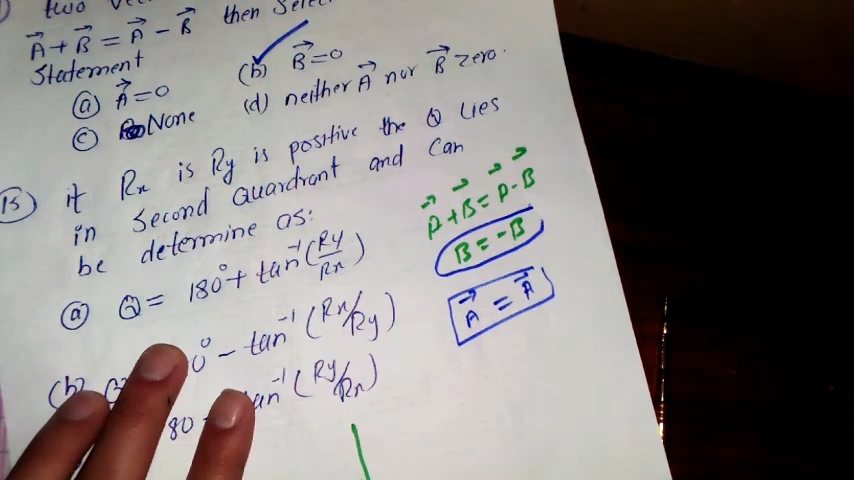 two
A⃗ + B⃗ = A⃗ - B⃗ then Select
Statement
(a) A⃗ = 0 (b) B⃗ = 0
(c) None (d) neither A⃗ nor B⃗ zero.
15 if Rx is Ry is positive the Q lies
in second Quardrant and can
be determine as:
(a) Q = 180° + tan⁻¹ (Ry/Rx)
(b) 0° - tan⁻¹ (Rx/Ry)
180 tan⁻¹ (Ry/Rx)
A⃗ + B⃗ = A⃗ - B⃗
B = -B
A⃗ = A⃗